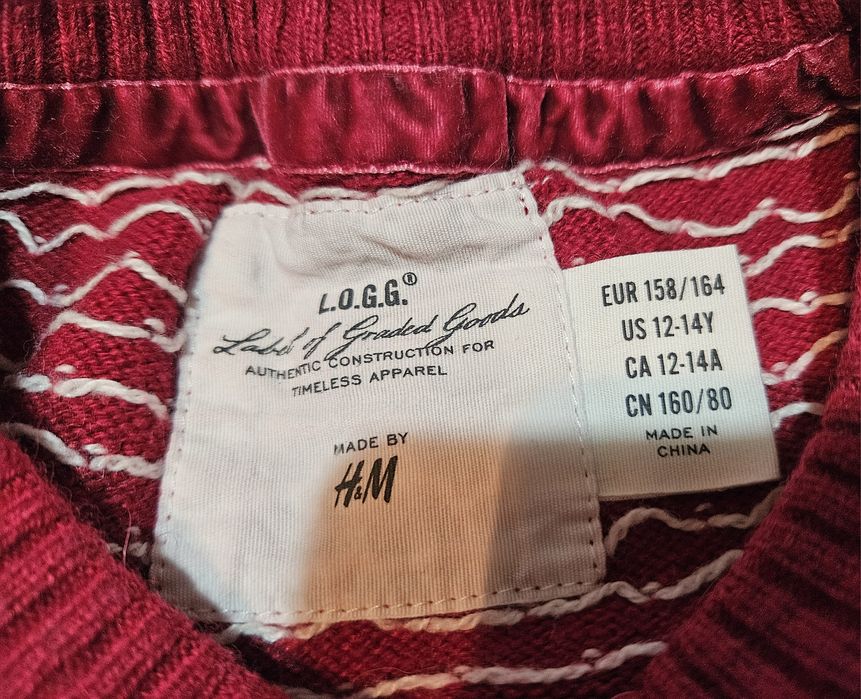 L.O.G.G.®
Label of Graded Goods
AUTHENTIC CONSTRUCTION FOR
TIMELESS APPAREL
MADE BY
H&M
EUR 158/164
US 12-14Y
CA 12-14A
CN 160/80
MADE IN
CHINA